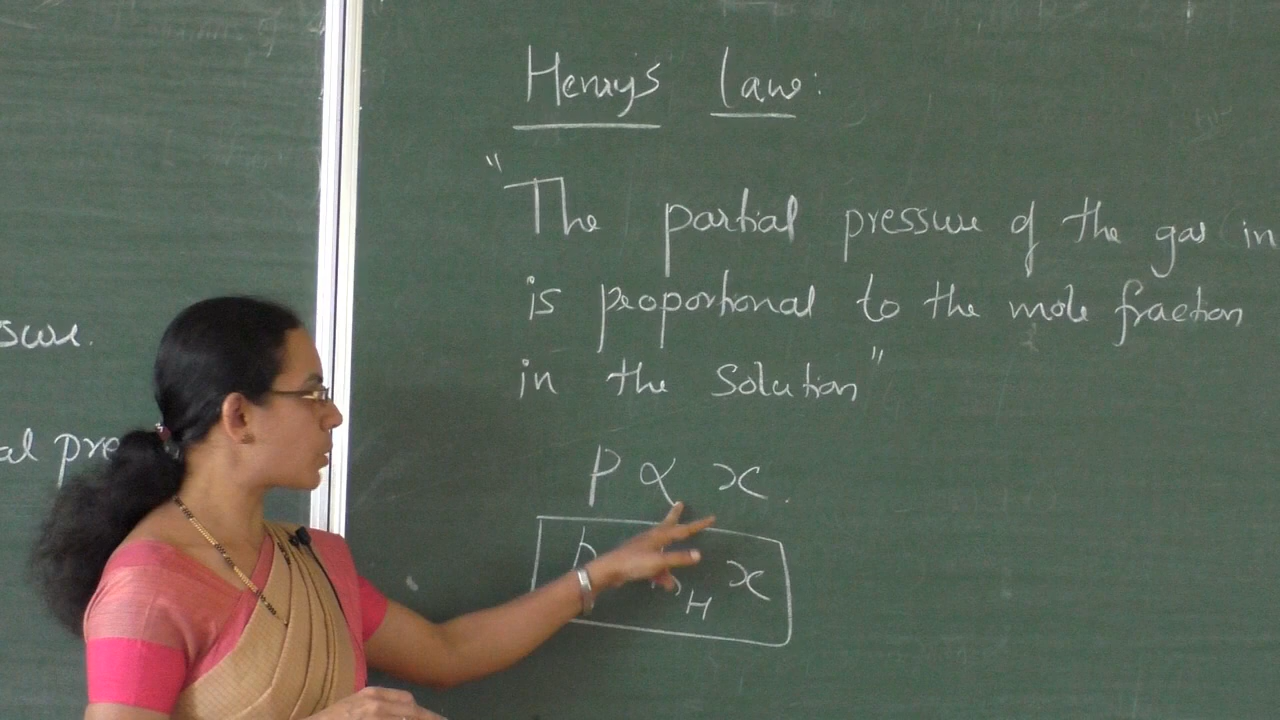 Henry's Law:
"The partial pressure of the gas in
is proportional to the mole fraction
in the Solution"
P ∝ x.
p H x
al pre